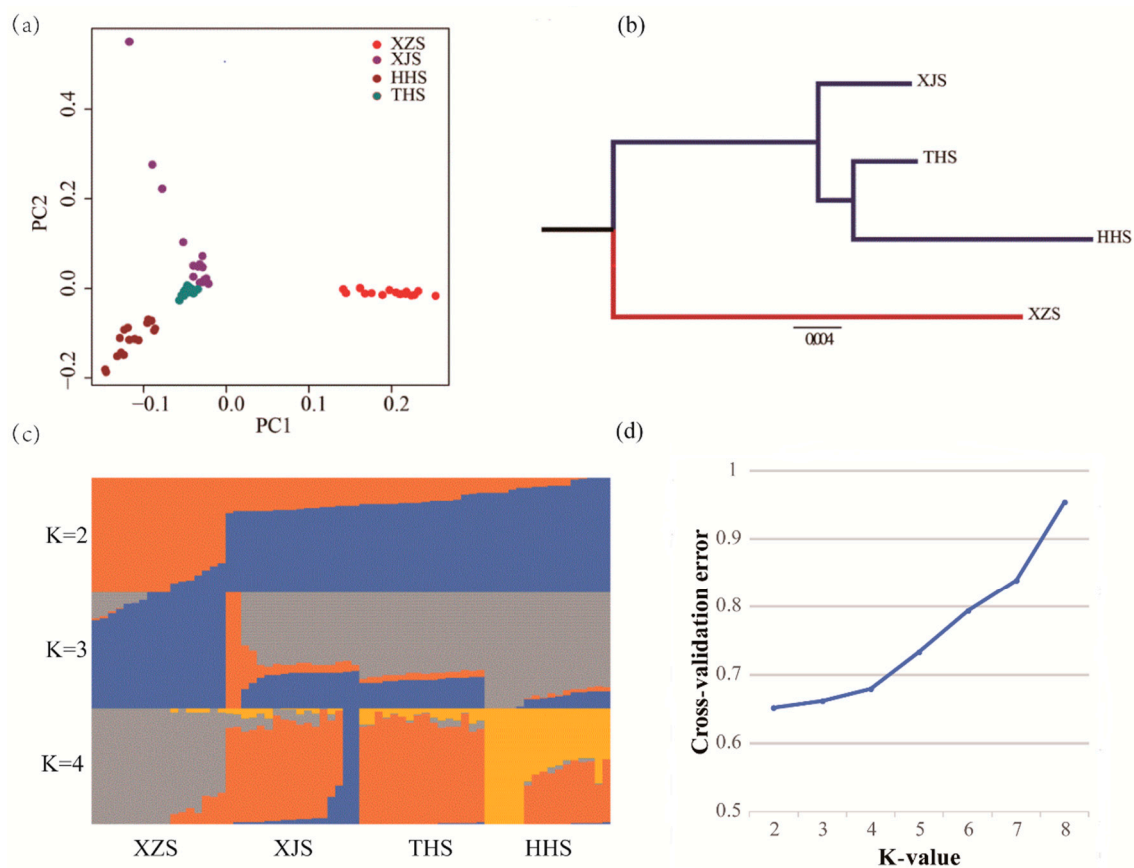 (a)
XZS
XJS
HHS
THS
PC2
0.4
0.2
0.0
−0.2
−0.1
0.0
0.1
0.2
PC1
(b)
XJS
THS
HHS
XZS
0.04
(c)
K=2
K=3
K=4
XZS XJS THS HHS
(d)
Cross-validation error
1
0.9
0.8
0.7
0.6
0.5
2 3 4 5 6 7 8
K-value